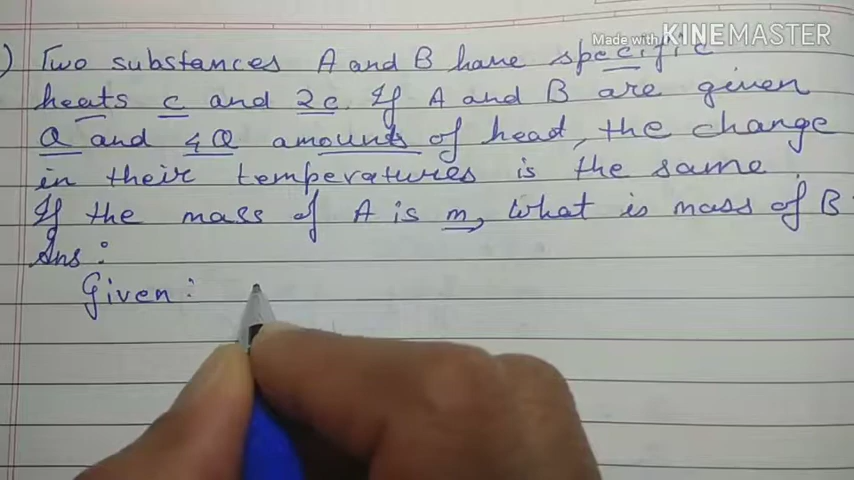 Made with KINEMASTER
) Two substances A and B have specific
heats c and 2c. If A and B are given
Q and 4Q amounts of head, the change
in their temperatures is the same
If the mass of A is m, What is mass of B
Ans:
Given: